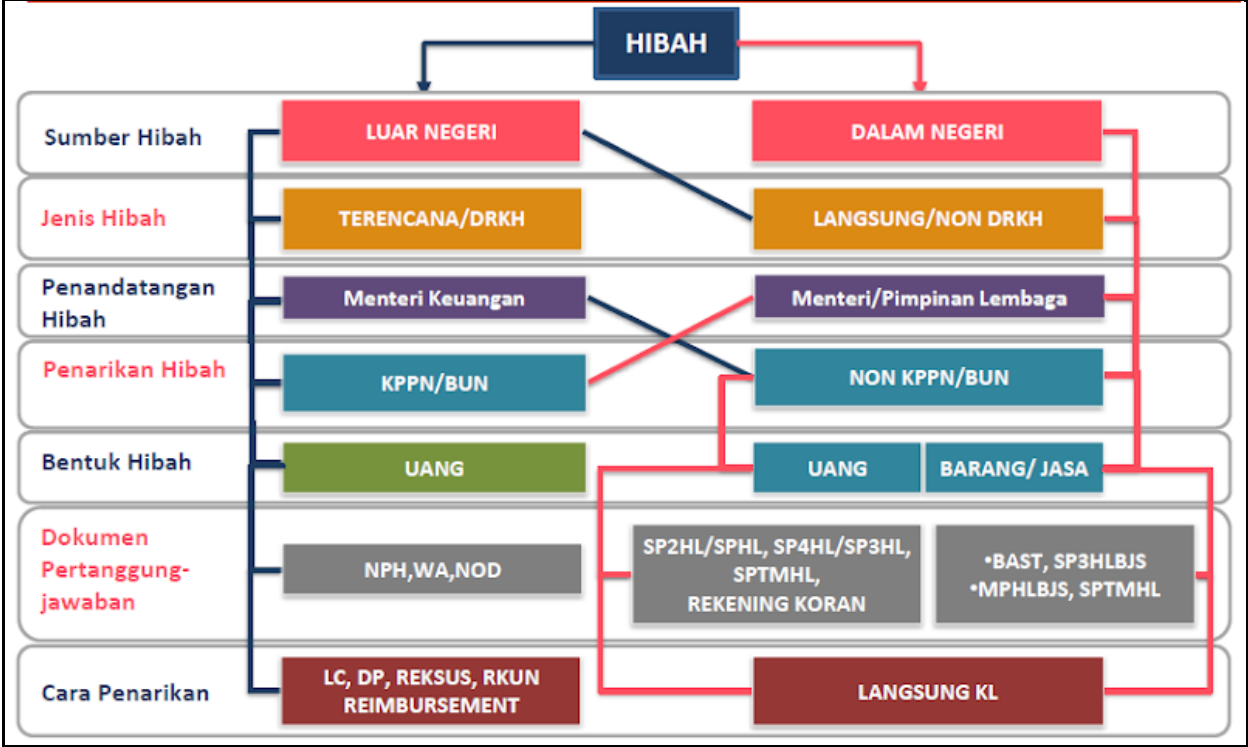 HIBAH
Sumber Hibah
LUAR NEGERI
DALAM NEGERI
Jenis Hibah
TERENCANA/DRKH
LANGSUNG/NON DRKH
Penandatangan
Hibah
Menteri Keuangan
Menteri/Pimpinan Lembaga
Penarikan Hibah
KPPN/BUN
NON KPPN/BUN
Bentuk Hibah
UANG
UANG
BARANG/ JASA
Dokumen
Pertanggung-
jawaban
NPH,WA,NOD
SP2HL/SPHL, SP4HL/SP3HL,
SPTMHL,
REKENING KORAN
•BAST, SP3HLBJS
•MPHLBJS, SPTMHL
Cara Penarikan
LC, DP, REKSUS, RKUN
REIMBURSEMENT
LANGSUNG KL